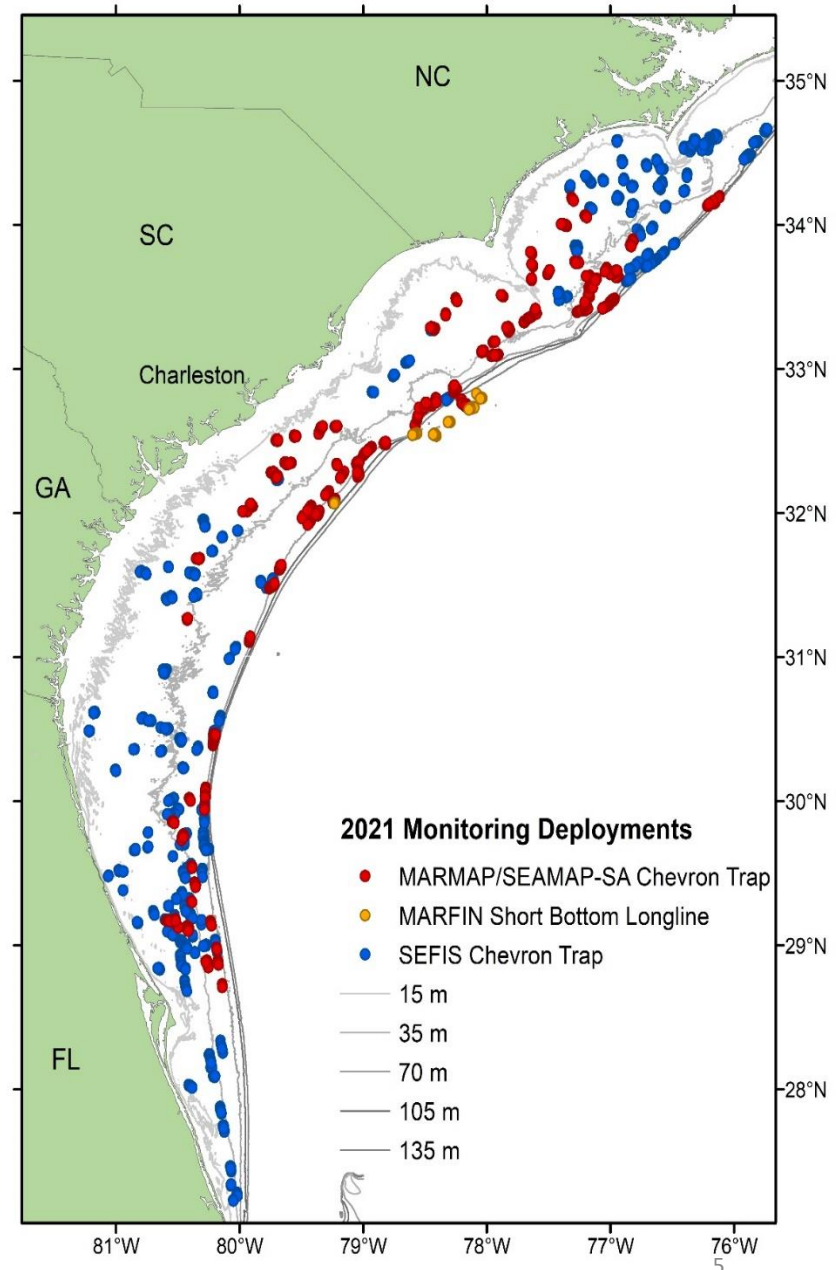 NC
35°N
SC
34°N
Charleston
33°N
GA
32°N
31°N
30°N
2021 Monitoring Deployments
MARMAP/SEAMAP-SA Chevron Trap
MARFIN Short Bottom Longline
SEFIS Chevron Trap
29°N
15 m
35 m
FL
70 m
28°N
105 m
135 m
81°W 80°W 79°W 78°W 77°W 76°W
5